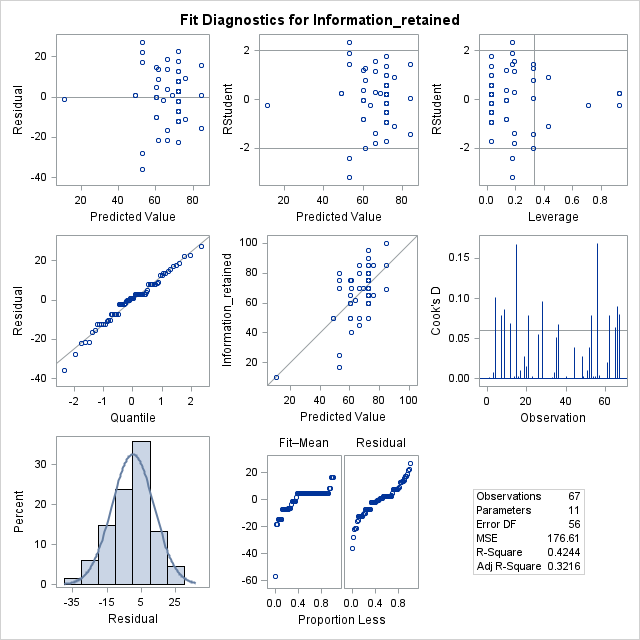 Fit Diagnostics for Information_retained
Residual
20
0
-20
-40
20
40
60
80
Predicted Value
RStudent
2
0
-2
20
40
60
80
Predicted Value
RStudent
2
0
-2
0.0
0.2
0.4
0.6
0.8
Leverage
Residual
20
0
-20
-40
-2
-1
0
1
2
Quantile
Information_retained
100
80
60
40
20
20
40
60
80
100
Predicted Value
Cook's D
0.15
0.10
0.05
0.00
0
20
40
60
Observation
Percent
30
20
10
0
-35
-15
5
25
Residual
Fit–Mean
Residual
20
0
-20
-40
-60
0.0
0.4
0.8
0.0
0.4
0.8
Proportion Less
Observations 67
Parameters 11
Error DF 56
MSE 176.61
R-Square 0.4244
Adj R-Square 0.3216